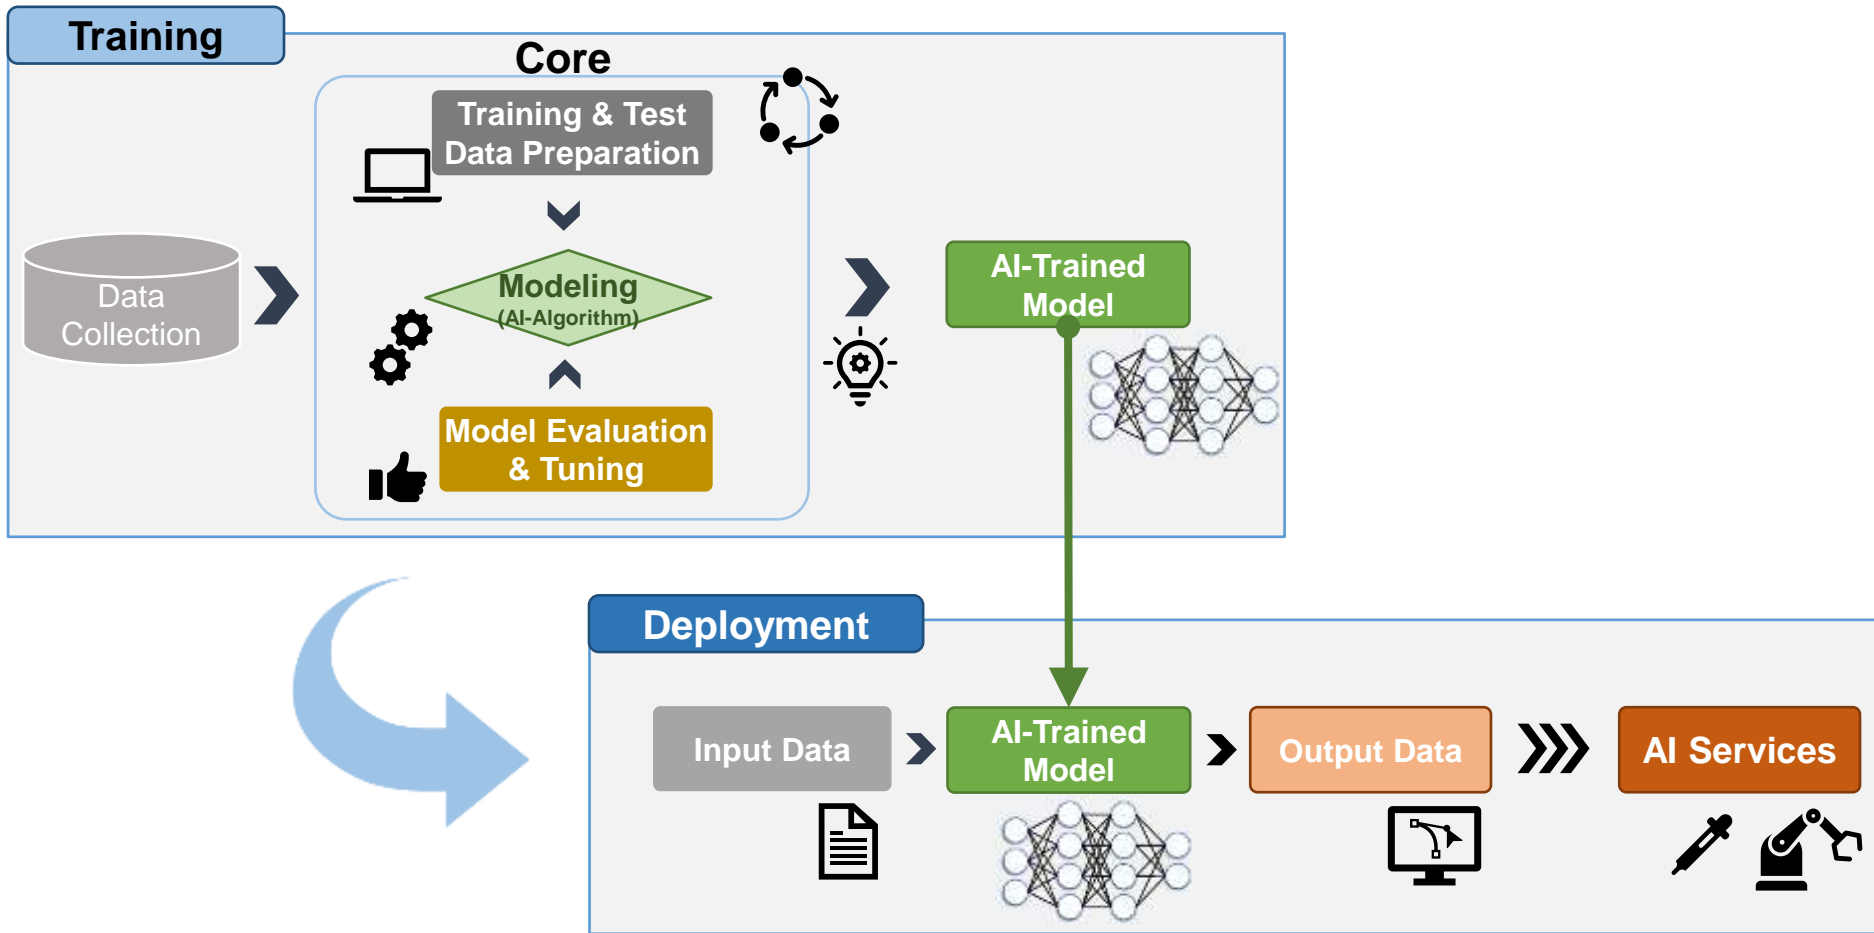 Training
Core
Training & Test
Data Preparation
Data
Collection
Modeling
(AI-Algorithm)
Model Evaluation
& Tuning
AI-Trained
Model
Deployment
Input Data
AI-Trained
Model
Output Data
AI Services